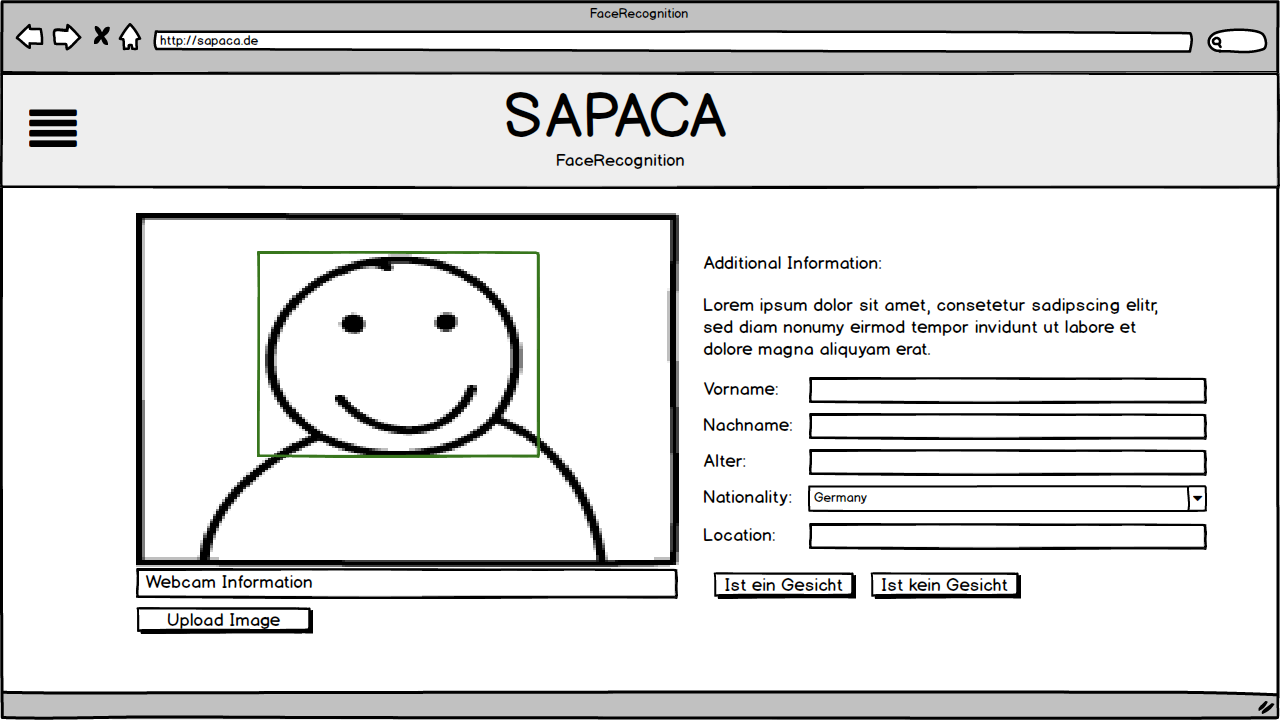 FaceRecognition
http://sapaca.de
SAPACA
FaceRecognition
Additional Information:
Lorem ipsum dolor sit amet, consetetur sadipscing elitr,
sed diam nonumy eirmod tempor invidunt ut labore et
dolore magna aliquyam erat.
Vorname:
Nachname:
Alter:
Nationality: Germany
Location:
Webcam Information
Ist ein Gesicht Ist kein Gesicht
Upload Image